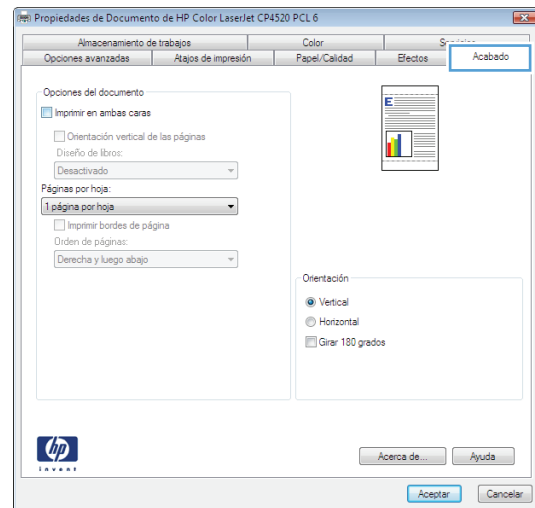 Propiedades de Documento de HP Color LaserJet CP4520 PCL 6
Almacenamiento de trabajos
Color
Opciones avanzadas
Atajos de impresión
Papel/Calidad
Efectos
Acabado
Opciones del documento
Imprimir en ambas caras
Orientación vertical de las páginas
Diseño de libros:
Desactivado
Páginas por hoja:
1 página por hoja
Imprimir bordes de página
Orden de páginas:
Derecha y luego abajo
E
Orientación
Vertical
Horizontal
Girar 180 grados
hp
invent
Acerca de...
Ayuda
Aceptar
Cancelar